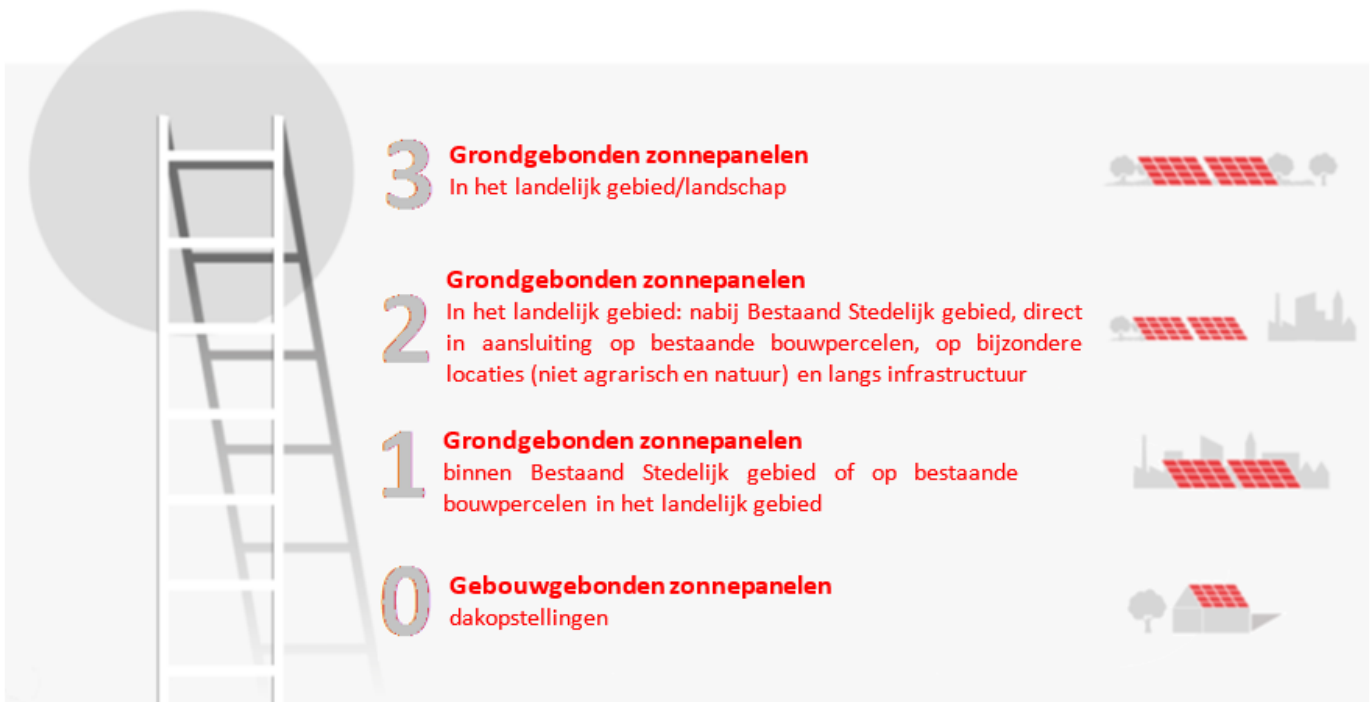 3
Grondgebonden zonnepanelen
In het landelijk gebied/landschap
2
Grondgebonden zonnepanelen
In het landelijk gebied: nabij Bestaand Stedelijk gebied, direct
in aansluiting op bestaande bouwpercelen, op bijzondere
locaties (niet agrarisch en natuur) en langs infrastructuur
1
Grondgebonden zonnepanelen
binnen Bestaand Stedelijk gebied of op bestaande
bouwpercelen in het landelijk gebied
0
Gebouwgebonden zonnepanelen
dakopstellingen